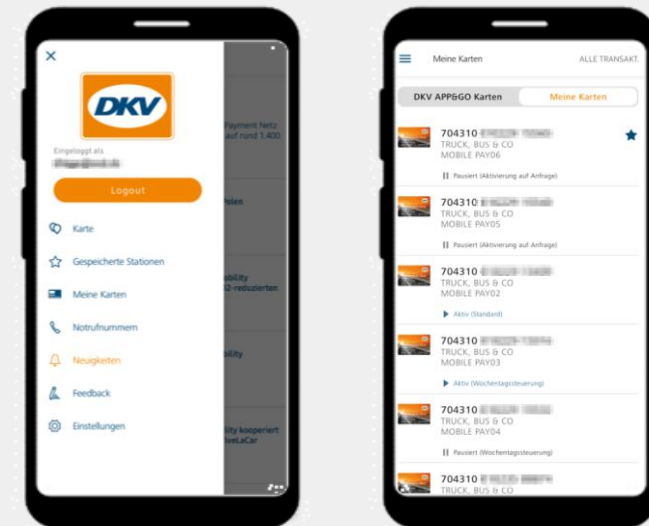 DKV
Eingeloggt als
Logout
Karte
Gespeicherte Stationen
Meine Karten
Notrufnummern
Neuigkeiten
Feedback
Einstellungen
Payment Netz
auf rund 1.400
Polen
2-reduzierten
kooperiert
Meine Karten
ALLE TRANSAKT.
DKV APP&GO Karten
Meine Karten
704310
TRUCK, BUS & CO
MOBILE PAY06
Pausiert (Aktivierung auf Anfrage)
704310
TRUCK, BUS & CO
MOBILE PAY05
Pausiert (Aktivierung auf Anfrage)
704310
TRUCK, BUS & CO
MOBILE PAY02
Aktiv (Standard)
704310
TRUCK, BUS & CO
MOBILE PAY03
Aktiv (Wochentagssteuerung)
704310
TRUCK, BUS & CO
MOBILE PAY04
Pausiert (Wochentagssteuerung)
704310
TRUCK, BUS & CO